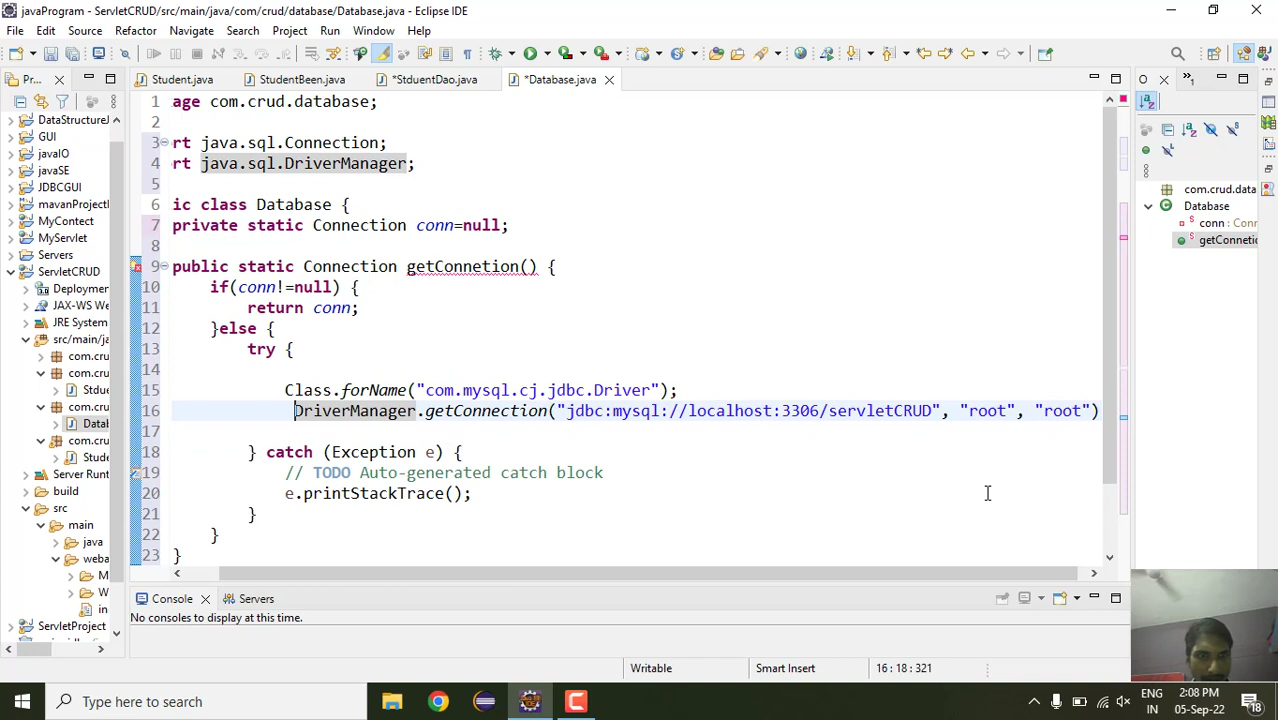 javaProgram - ServletCRUD/src/main/java/com/crud/database/Database.java - Eclipse IDE
File Edit Source Refactor Navigate Search Project Run Window Help
Pr...
Student.java
StudentBeen.java
*StduentDao.java
*Database.java
DataStructureJ
GUI
javaIO
javaSE
JDBCGUI
mavanProject
MyContect
MyServlet
Servers
ServletCRUD
Deploymen
JAX-WS We
JRE System
src/main/ja
com.cru
com.cru
Stude
com.cru
Datab
com.cru
Stude
Server Runt
build
src
main
java
weba
M
W
in
ServletProject
1 age com.crud.database;
2
3 rt java.sql.Connection;
4 rt java.sql.DriverManager;
5
6 ic class Database {
7 private static Connection conn=null;
8
9 public static Connection getConnetion() {
10 if(conn!=null) {
11 return conn;
12 }else {
13 try {
14
15 Class.forName("com.mysql.cj.jdbc.Driver");
16 DriverManager.getConnection("jdbc:mysql://localhost:3306/servletCRUD", "root", "root")
17
18 } catch (Exception e) {
19 // TODO Auto-generated catch block
20 e.printStackTrace();
21 }
22 }
23 }
O
com.crud.data
Database
conn : Conn
getConnetio
Console
Servers
No consoles to display at this time.
Writable
Smart Insert
16 : 18 : 321
Type here to search
ENG
IN
2:08 PM
05-Sep-22
18